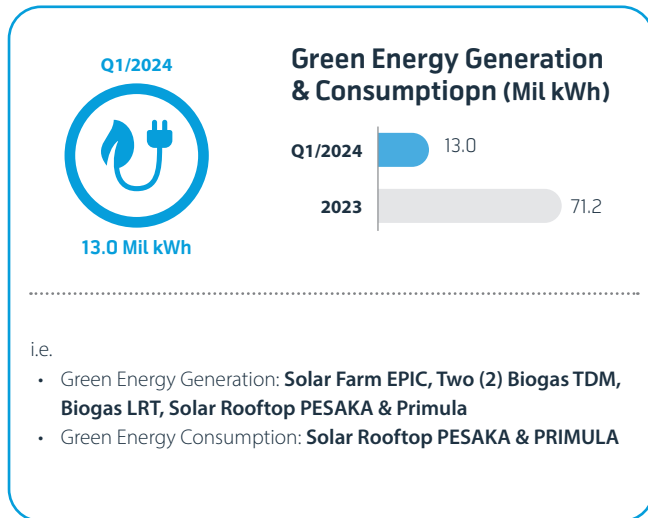 Q1/2024
13.0 Mil kWh
Green Energy Generation
& Consumptiopn (Mil kWh)
Q1/2024 13.0
2023 71.2
i.e.
• Green Energy Generation: Solar Farm EPIC, Two (2) Biogas TDM,
Biogas LRT, Solar Rooftop PESAKA & Primula
• Green Energy Consumption: Solar Rooftop PESAKA & PRIMULA